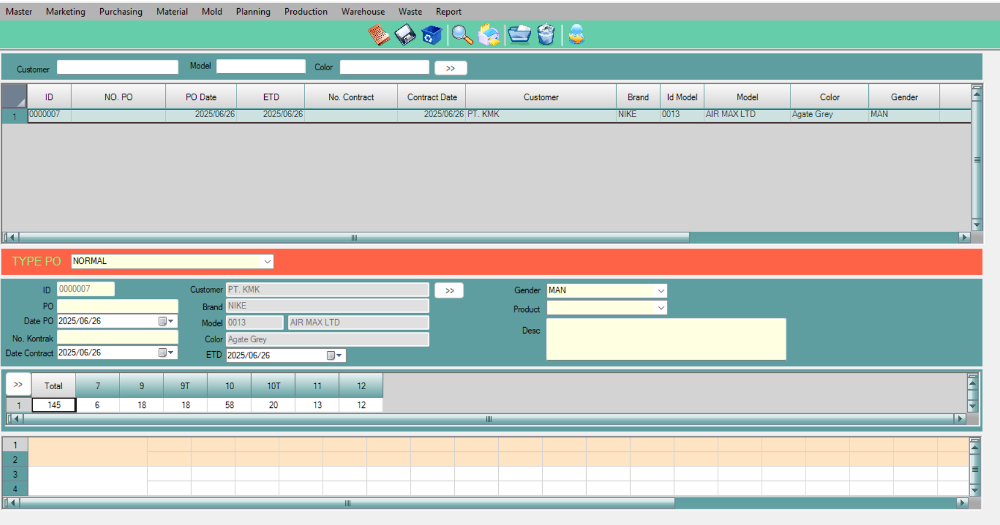 Master Marketing Purchasing Material Mold Planning Production Warehouse Waste Report
Customer Model Color >>
ID NO. PO PO Date ETD No. Contract Contract Date Customer Brand Id Model Model Color Gender
1 0000007 2025/06/26 2025/06/26 2025/06/26 PT. KMK NIKE 0013 AIR MAX LTD Agate Grey MAN
TYPE PO NORMAL
ID 0000007 Customer PT. KMK >> Gender MAN
PO Brand NIKE Product
Date PO 2025/06/26 Model 0013 AIR MAX LTD Desc
No. Kontrak Color Agate Grey
Date Contract 2025/06/26 ETD 2025/06/26
>> Total 7 9 9T 10 10T 11 12
1 145 6 18 18 58 20 13 12
1
2
3
4